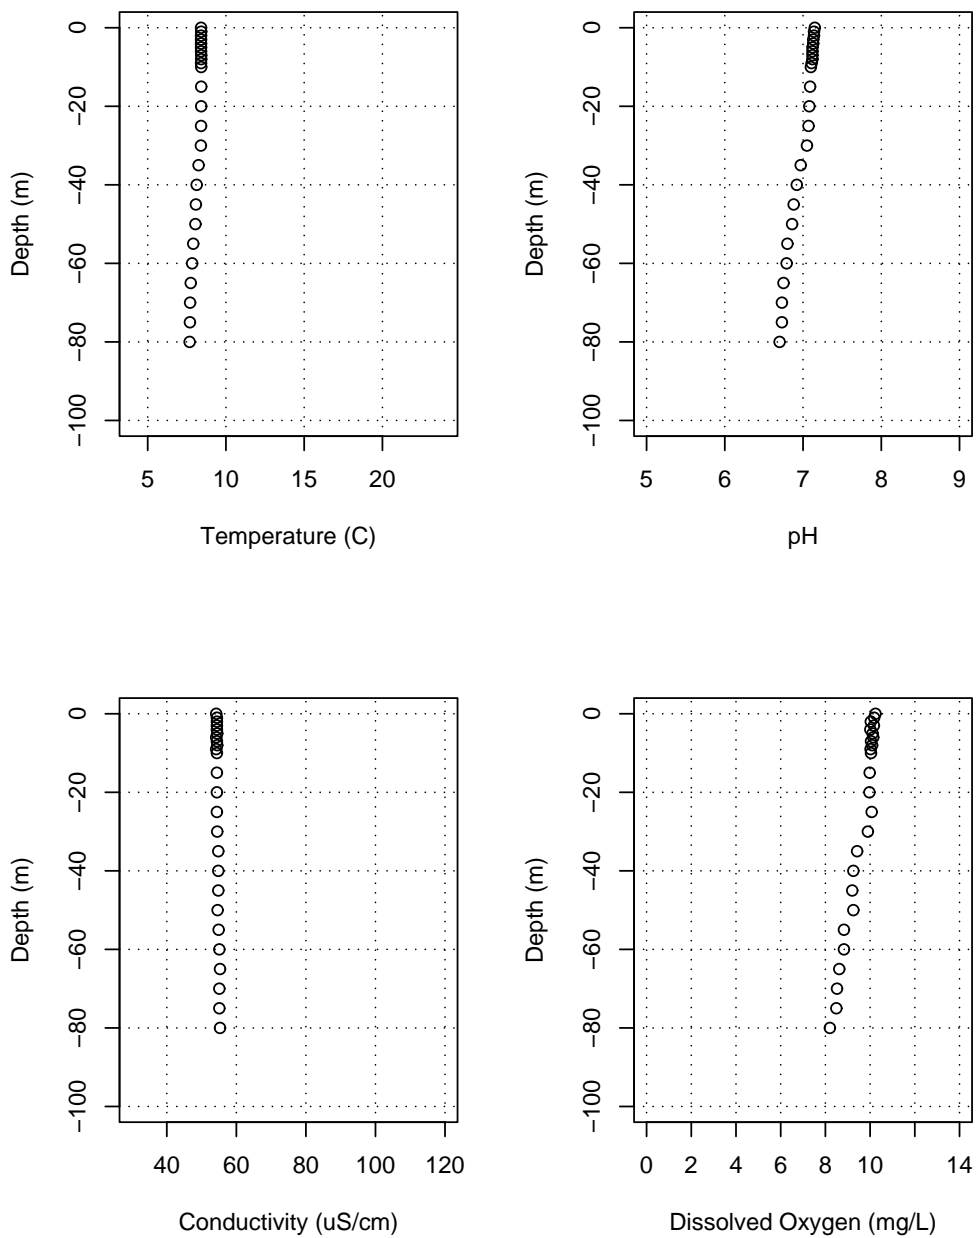 0
−20
−40
−60
−80
−100
Depth (m)
5 10 15 20
Temperature (C)
0
−20
−40
−60
−80
−100
Depth (m)
5 6 7 8 9
pH
0
−20
−40
−60
−80
−100
Depth (m)
40 60 80 100 120
Conductivity (uS/cm)
0
−20
−40
−60
−80
−100
Depth (m)
0 2 4 6 8 10 14
Dissolved Oxygen (mg/L)